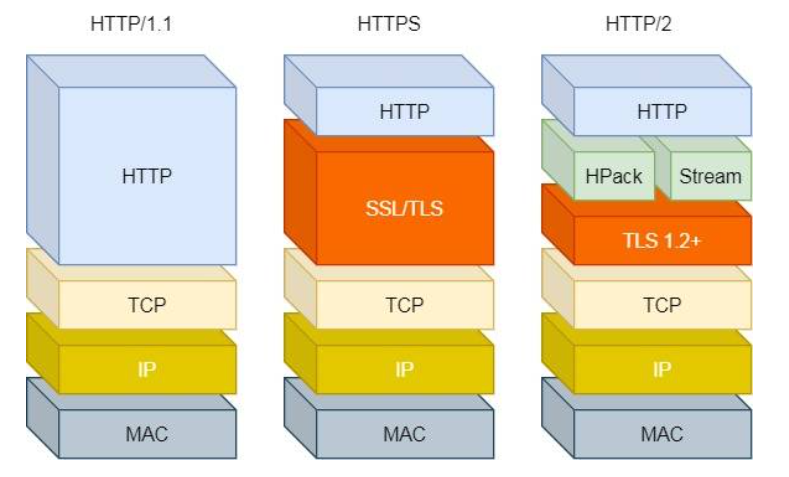 HTTP/1.1
HTTPS
HTTP/2
HTTP
TCP
IP
MAC
HTTP
SSL/TLS
TCP
IP
MAC
HTTP
HPack
Stream
TLS 1.2+
TCP
IP
MAC